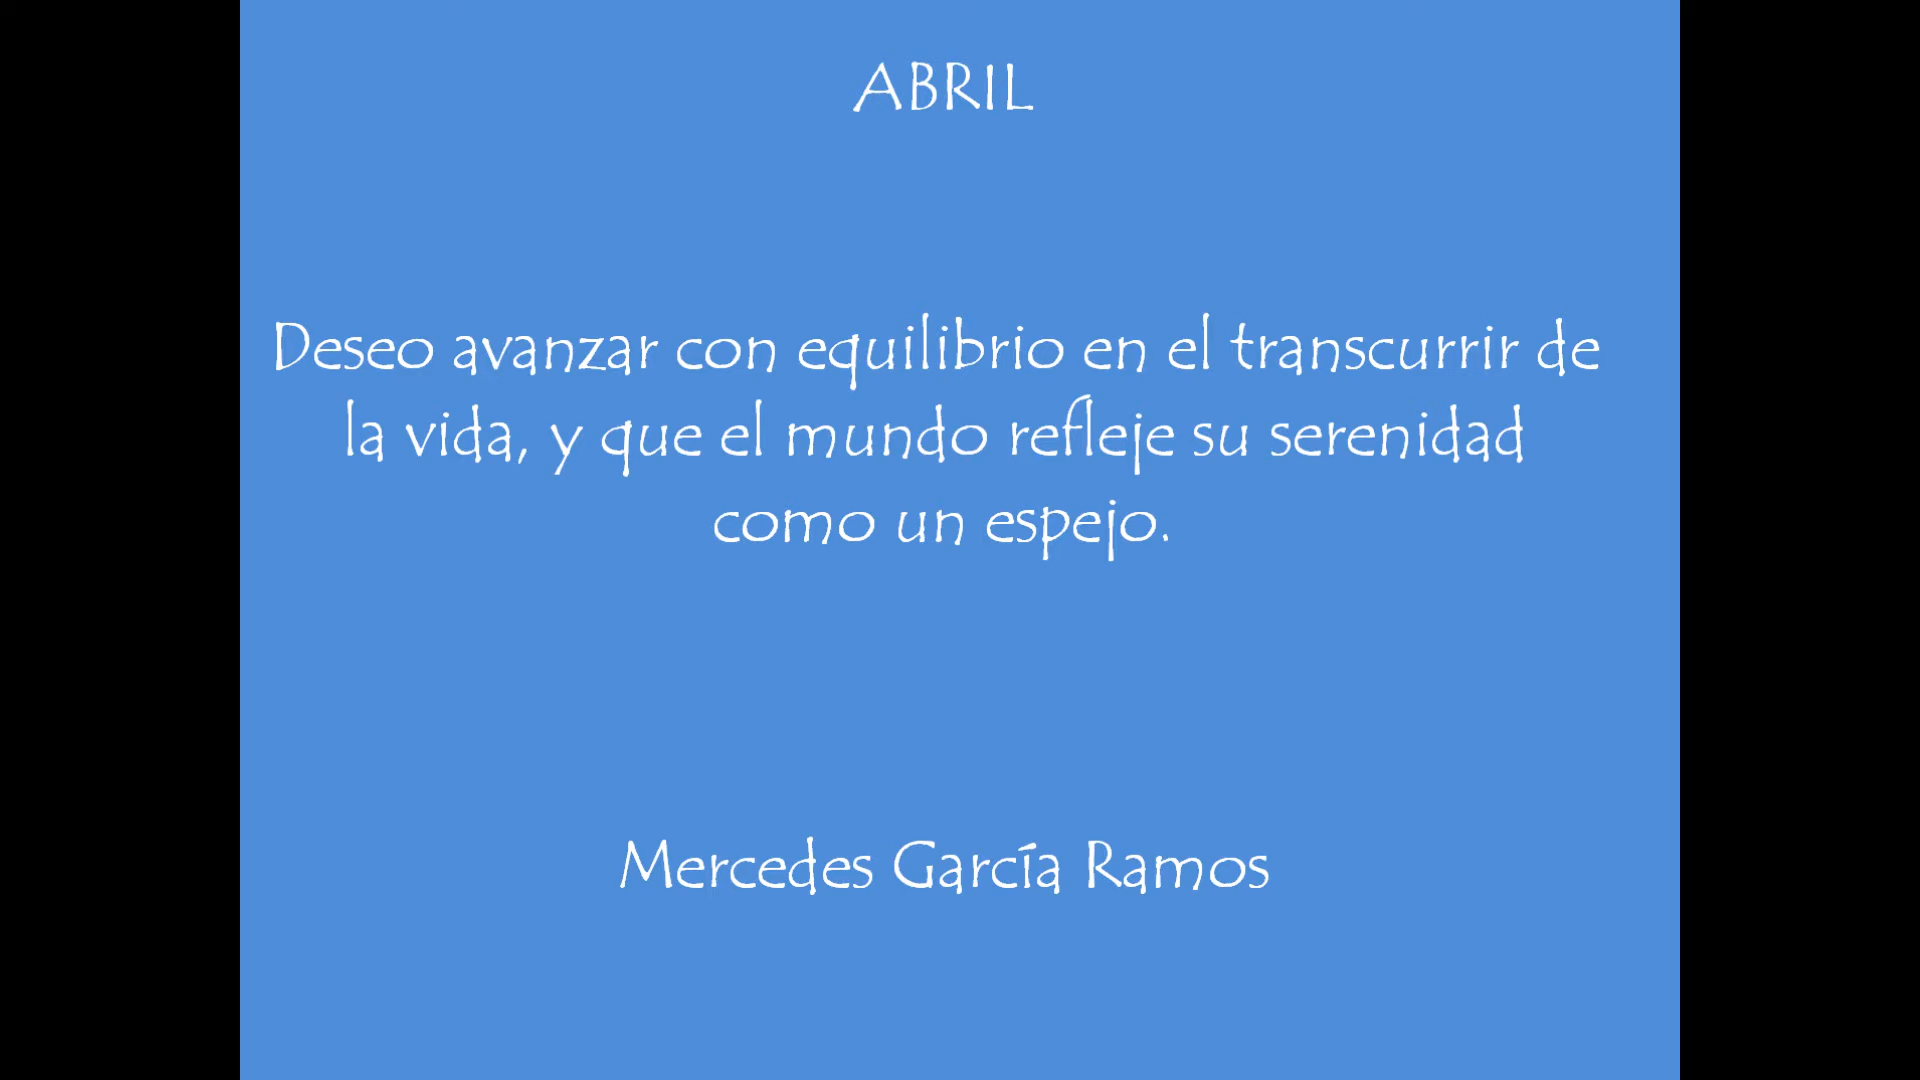 ABRIL
Deseo avanzar con equilibrio en el transcurrir de
la vida, y que el mundo refleje su serenidad
como un espejo.
Mercedes García Ramos